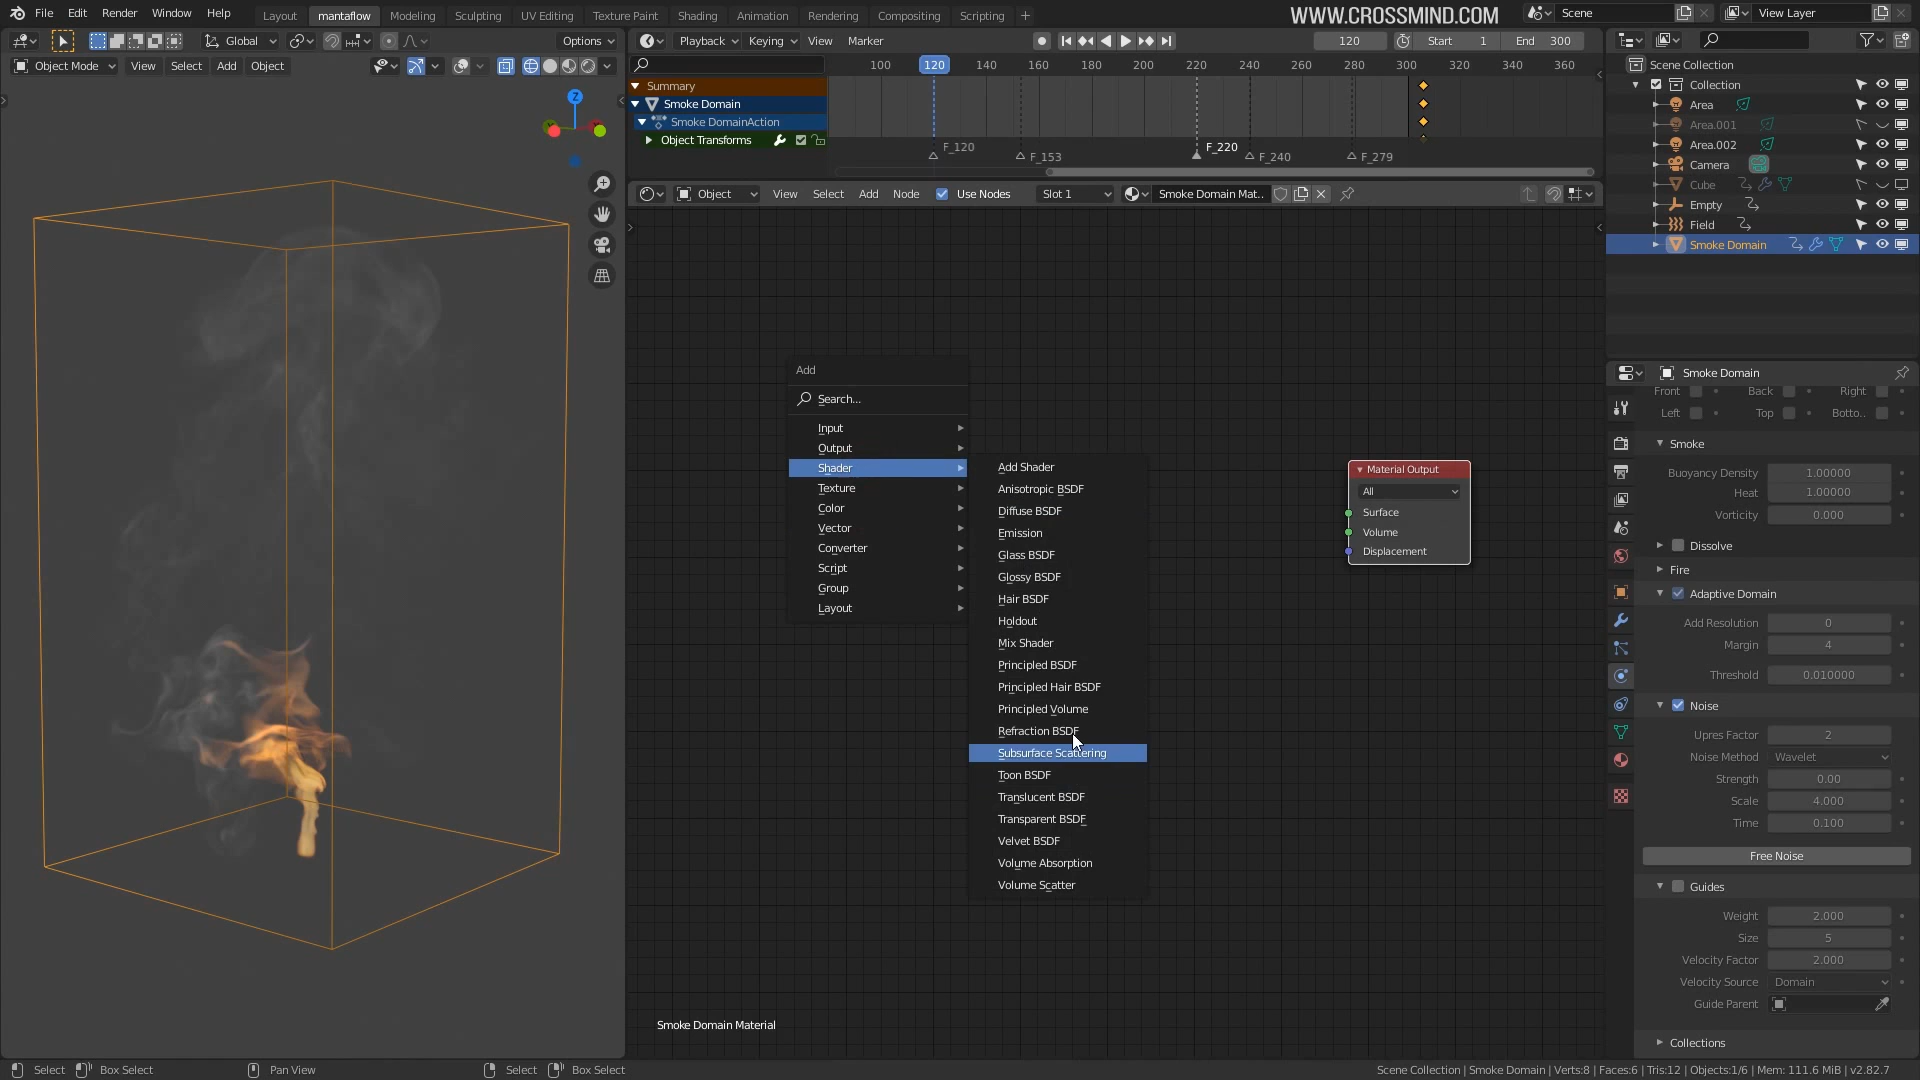 File Edit Render Window Help
Layout mantaflow Modeling Sculpting UV Editing Texture Paint Shading Animation Rendering Compositing Scripting +
WWW.CROSSMIND.COM
Scene
View Layer
Global
Options
Object Mode View Select Add Object
Z
Playback Keying View Marker
120
Start 1
End 300
100 120 140 160 180 200 220 240 260 280 300 320 340 360
Summary
Smoke Domain
Smoke DomainAction
Object Transforms
F_120 F_153 F_220 F_240 F_279
Object View Select Add Node Use Nodes Slot 1 Smoke Domain Mat..
Add
Search...
Input
Output
Shader
Texture
Color
Vector
Converter
Script
Group
Layout
Add Shader
Anisotropic BSDF
Diffuse BSDF
Emission
Glass BSDF
Glossy BSDF
Hair BSDF
Holdout
Mix Shader
Principled BSDF
Principled Hair BSDF
Principled Volume
Refraction BSDF
Subsurface Scattering
Toon BSDF
Translucent BSDF
Transparent BSDF
Velvet BSDF
Volume Absorption
Volume Scatter
Material Output
All
Surface
Volume
Displacement
Smoke Domain Material
Scene Collection
Collection
Area
Area.001
Area.002
Camera
Cube
Empty
Field
Smoke Domain
Smoke Domain
Front Back Right
Left Top Botto..
Smoke
Buoyancy Density 1.00000
Heat 1.00000
Vorticity 0.000
Dissolve
Fire
Adaptive Domain
Add Resolution 0
Margin 4
Threshold 0.010000
Noise
Upres Factor 2
Noise Method Wavelet
Strength 0.00
Scale 4.000
Time 0.100
Free Noise
Guides
Weight 2.000
Size 5
Velocity Factor 2.000
Velocity Source Domain
Guide Parent
Collections
Select Box Select Pan View Select Box Select
Scene Collection | Smoke Domain | Verts:8 | Faces:6 | Tris:12 | Objects:1/6 | Mem: 111.6 MiB | v2.82.7